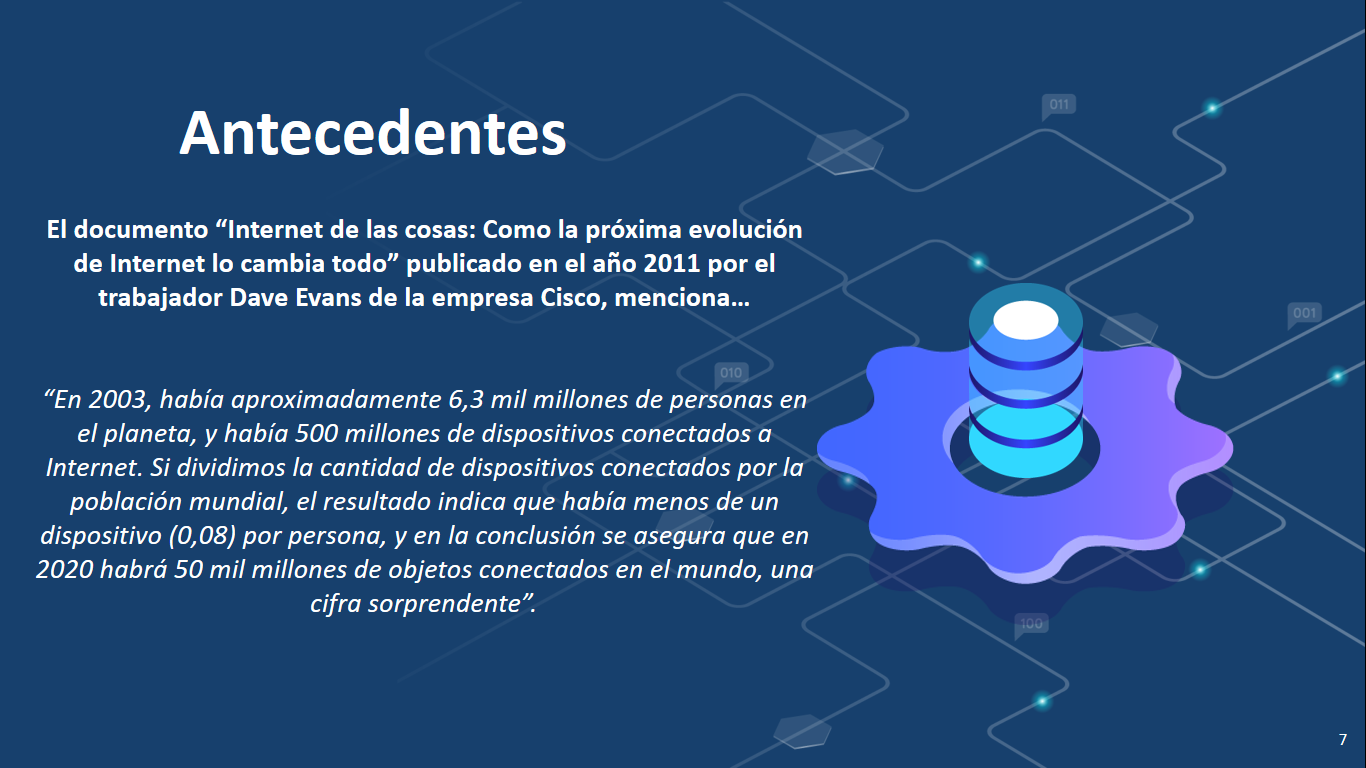 Antecedentes
El documento “Internet de las cosas: Como la próxima evolución
de Internet lo cambia todo” publicado en el año 2011 por el
trabajador Dave Evans de la empresa Cisco, menciona…
“En 2003, había aproximadamente 6,3 mil millones de personas en
el planeta, y había 500 millones de dispositivos conectados a
Internet. Si dividimos la cantidad de dispositivos conectados por la
población mundial, el resultado indica que había menos de un
dispositivo (0,08) por persona, y en la conclusión se asegura que en
2020 habrá 50 mil millones de objetos conectados en el mundo, una
cifra sorprendente”.
011
001
010
100
7